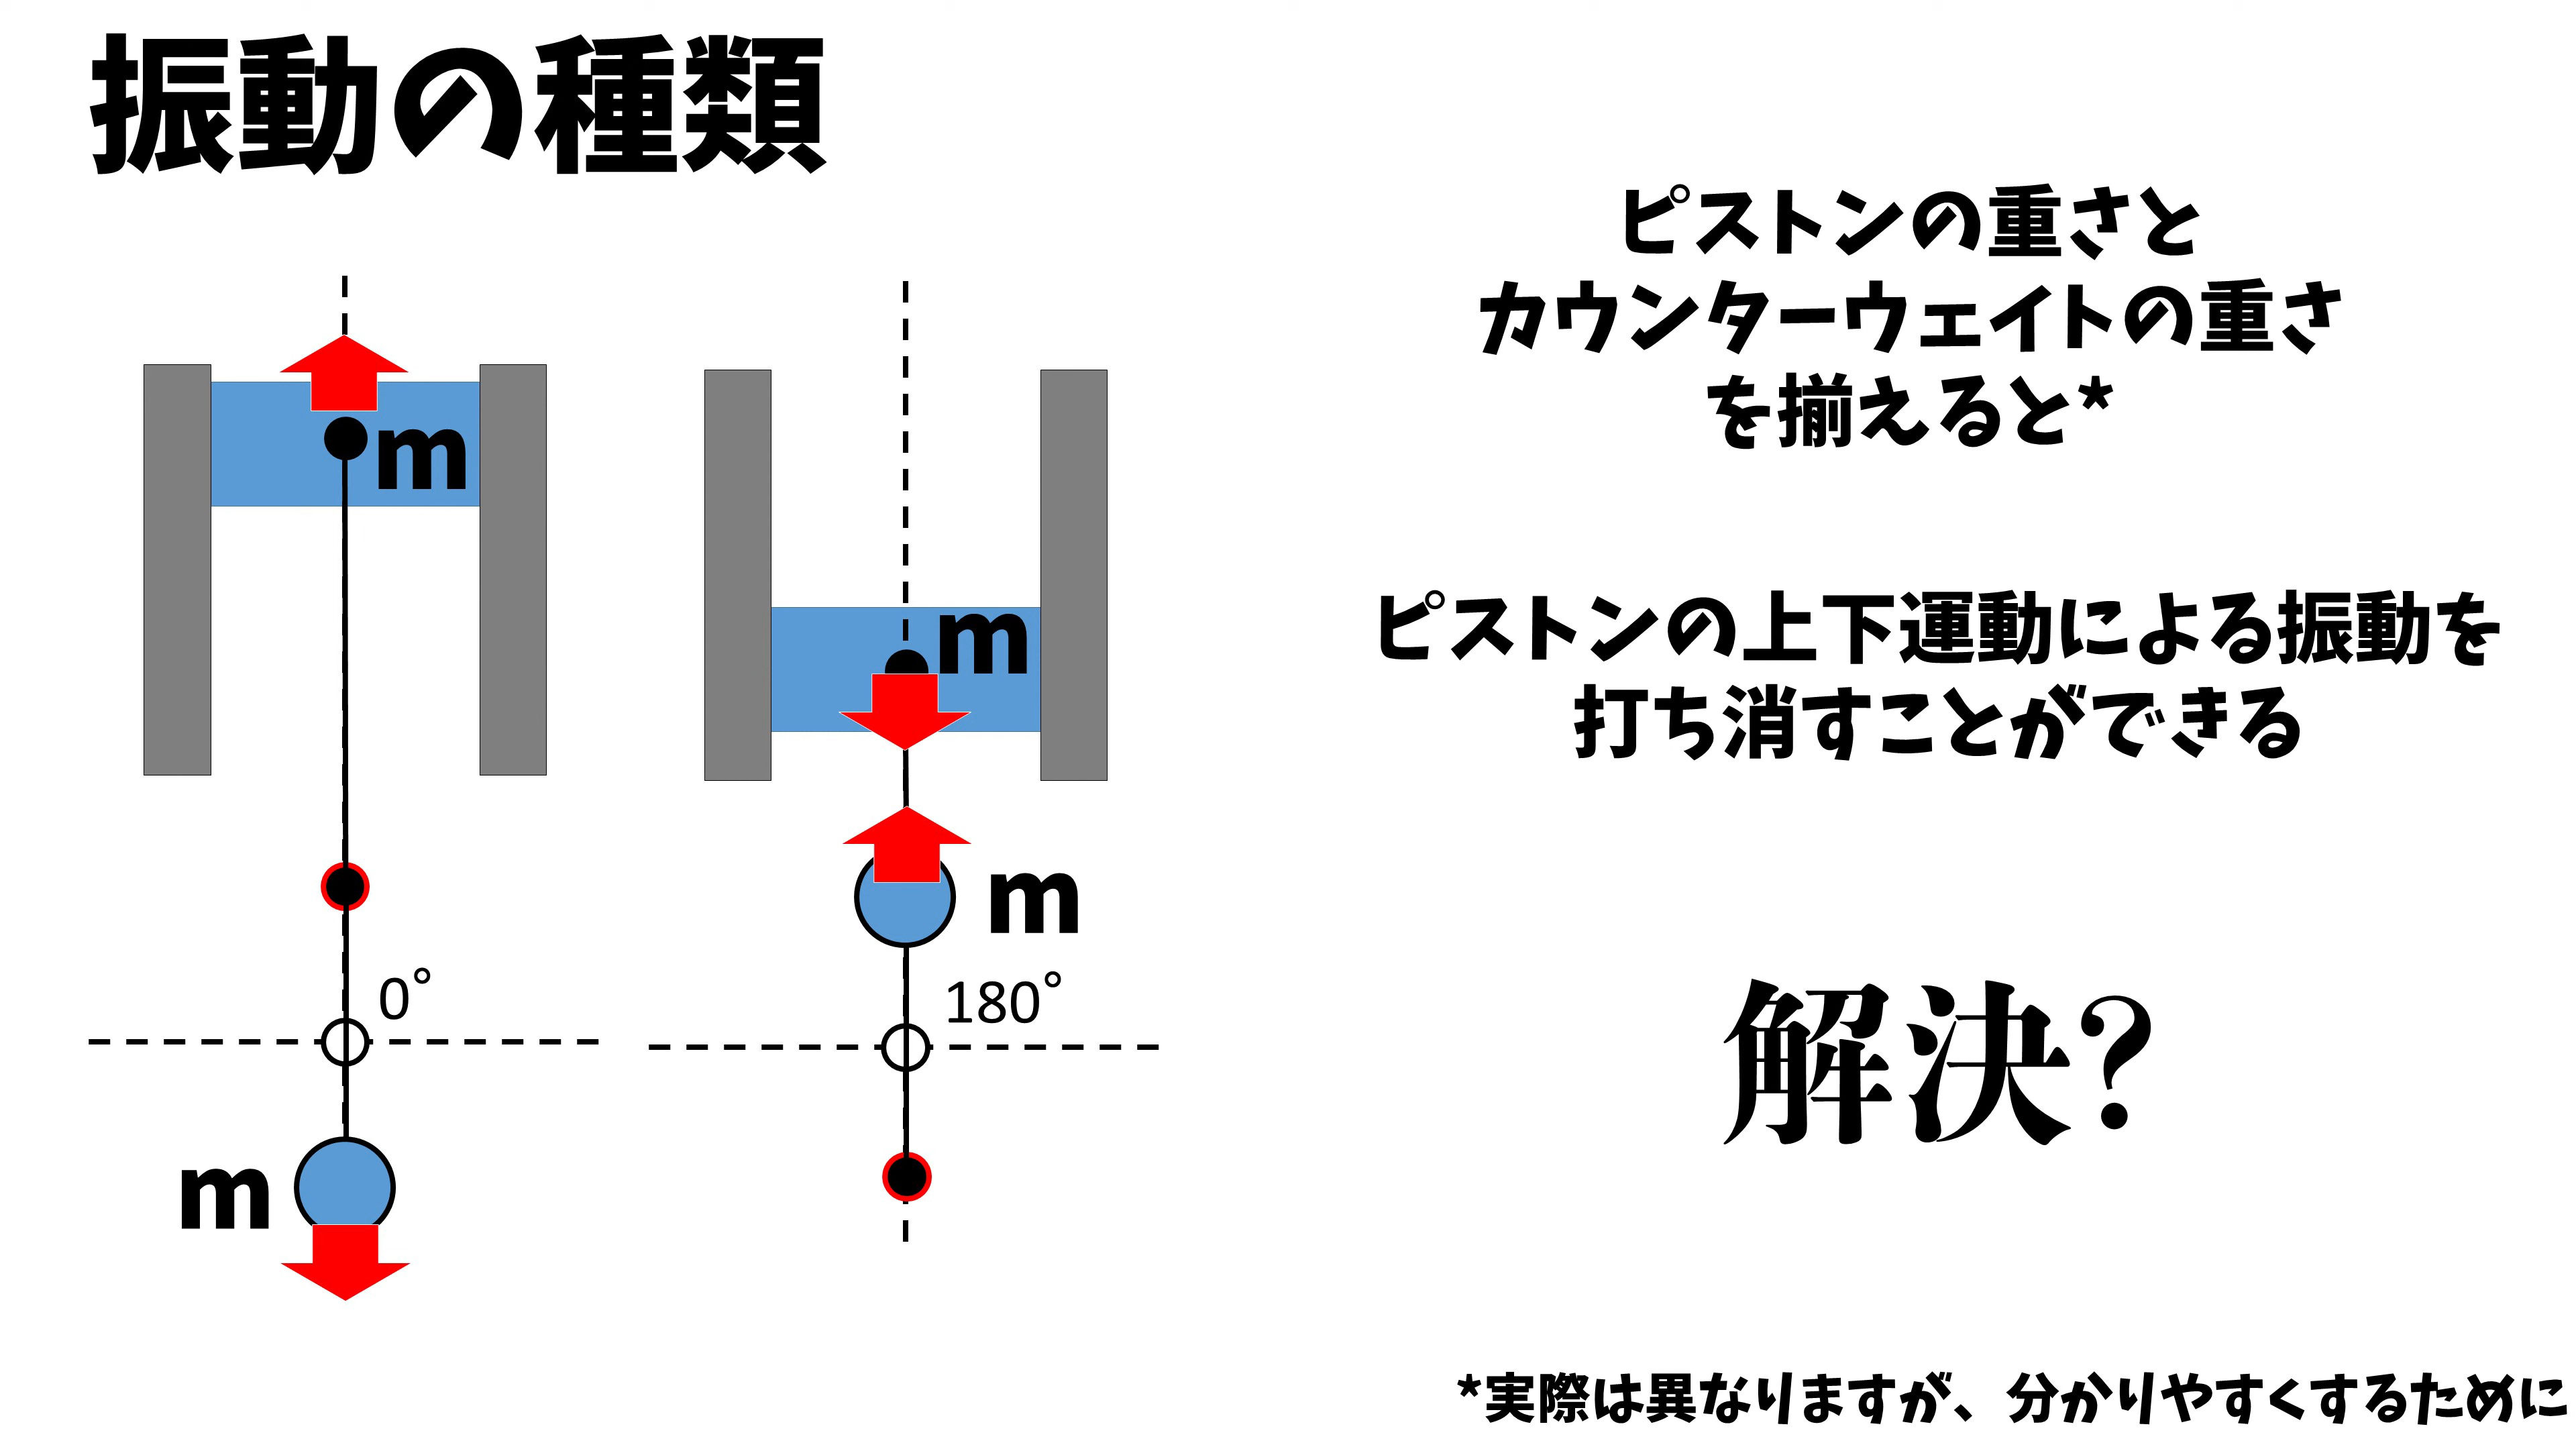 振動の種類
m
0°
m
m
m
180°
ピストンの重さと
カウンターウェイトの重さ
を揃えると*
ピストンの上下運動による振動を
打ち消すことができる
解決?
*実際は異なりますが、分かりやすくするために